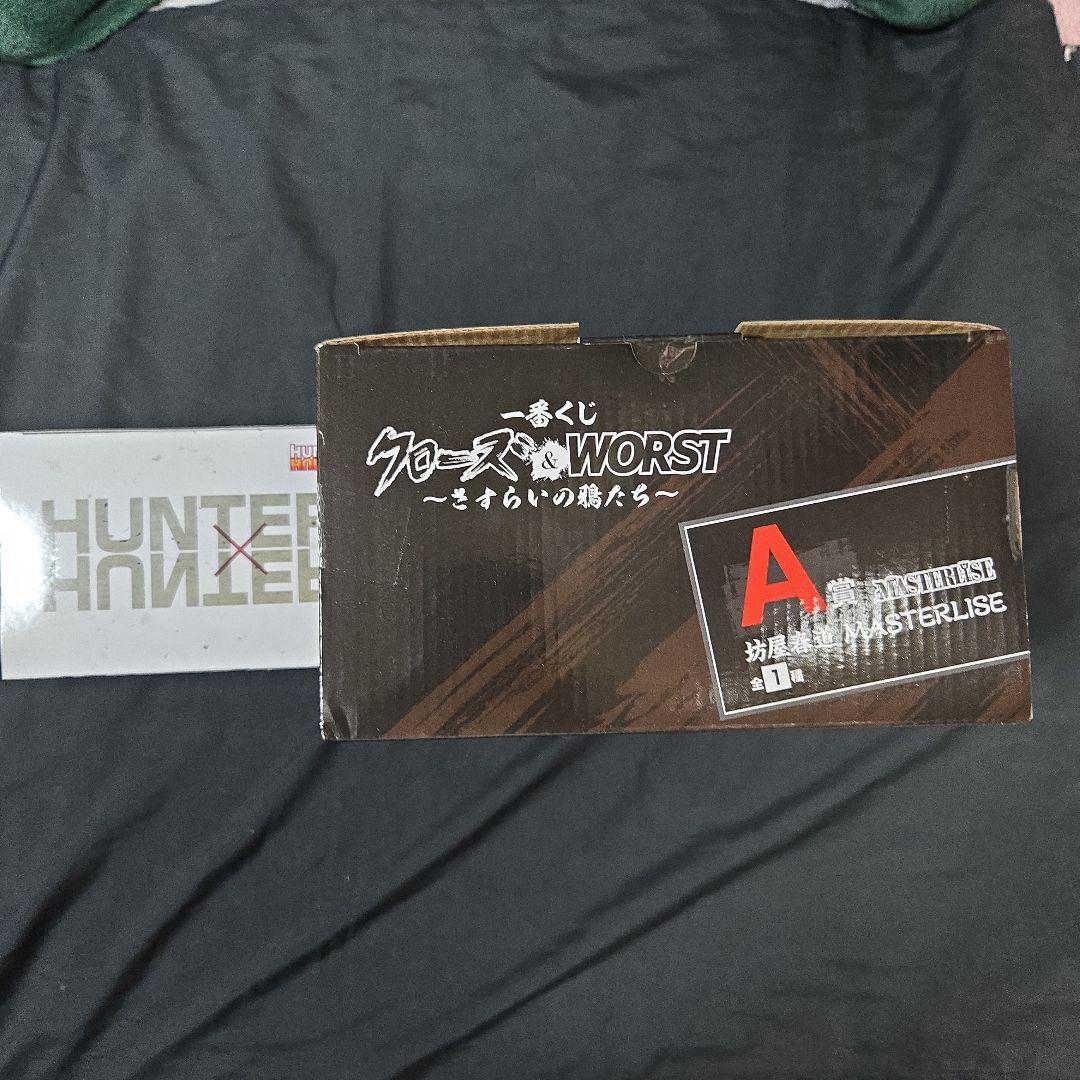 HUNTER
×
HUNTER
一番くじ
クローズ&WORST
~さすらいの鴉たち~
A賞 MASTERLISE
坊屋春道 MASTERLISE
全1種